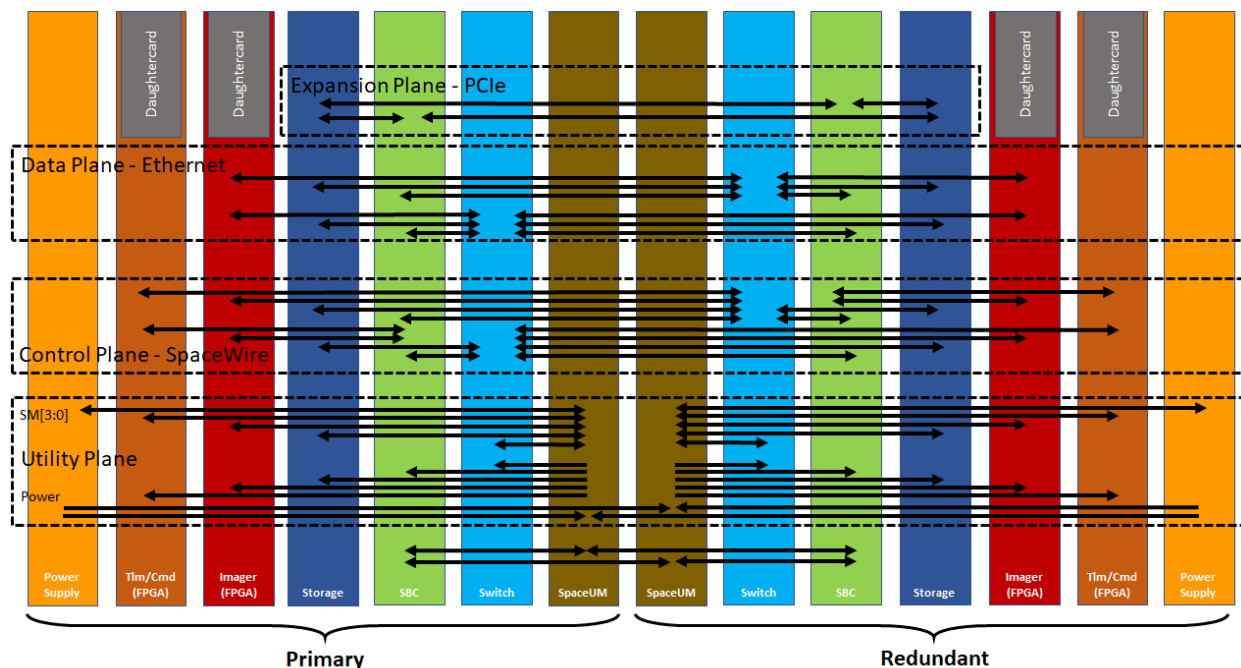 Daughtercard
Daughtercard
Daughtercard
Daughtercard
Expansion Plane - PCIe
Data Plane - Ethernet
Control Plane - SpaceWire
SM[3:0]
Utility Plane
Power
Power
Supply
Tlm/Cmd
(FPGA)
Imager
(FPGA)
Storage
SBC
Switch
SpaceUM
SpaceUM
Switch
SBC
Storage
Imager
(FPGA)
Tlm/Cmd
(FPGA)
Power
Supply
Primary
Redundant